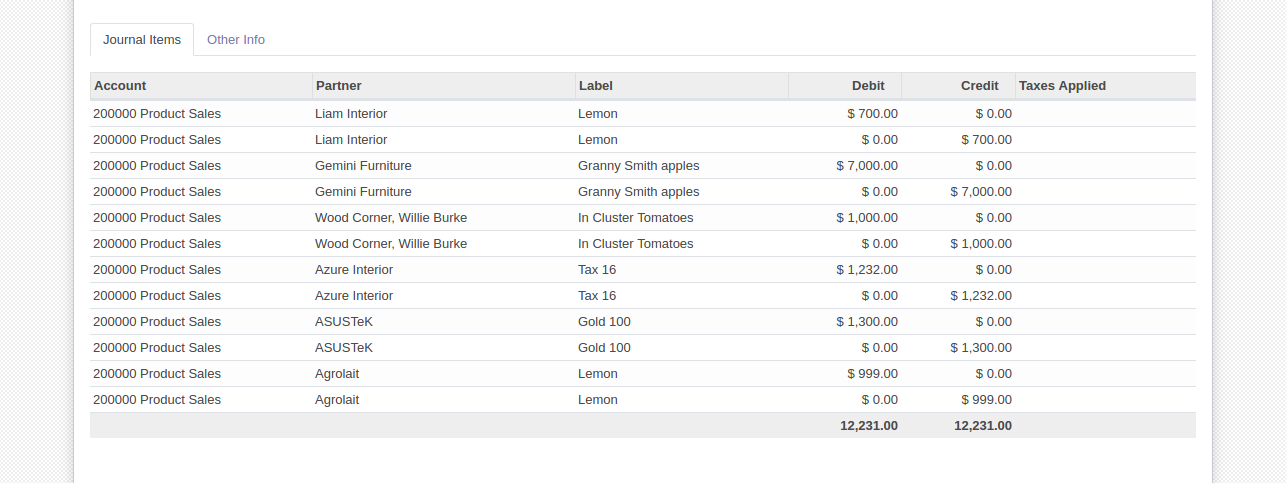 Journal Items Other Info
Account Partner Label Debit Credit Taxes Applied
200000 Product Sales Liam Interior Lemon $ 700.00 $ 0.00
200000 Product Sales Liam Interior Lemon $ 0.00 $ 700.00
200000 Product Sales Gemini Furniture Granny Smith apples $ 7,000.00 $ 0.00
200000 Product Sales Gemini Furniture Granny Smith apples $ 0.00 $ 7,000.00
200000 Product Sales Wood Corner, Willie Burke In Cluster Tomatoes $ 1,000.00 $ 0.00
200000 Product Sales Wood Corner, Willie Burke In Cluster Tomatoes $ 0.00 $ 1,000.00
200000 Product Sales Azure Interior Tax 16 $ 1,232.00 $ 0.00
200000 Product Sales Azure Interior Tax 16 $ 0.00 $ 1,232.00
200000 Product Sales ASUSTeK Gold 100 $ 1,300.00 $ 0.00
200000 Product Sales ASUSTeK Gold 100 $ 0.00 $ 1,300.00
200000 Product Sales Agrolait Lemon $ 999.00 $ 0.00
200000 Product Sales Agrolait Lemon $ 0.00 $ 999.00
12,231.00 12,231.00